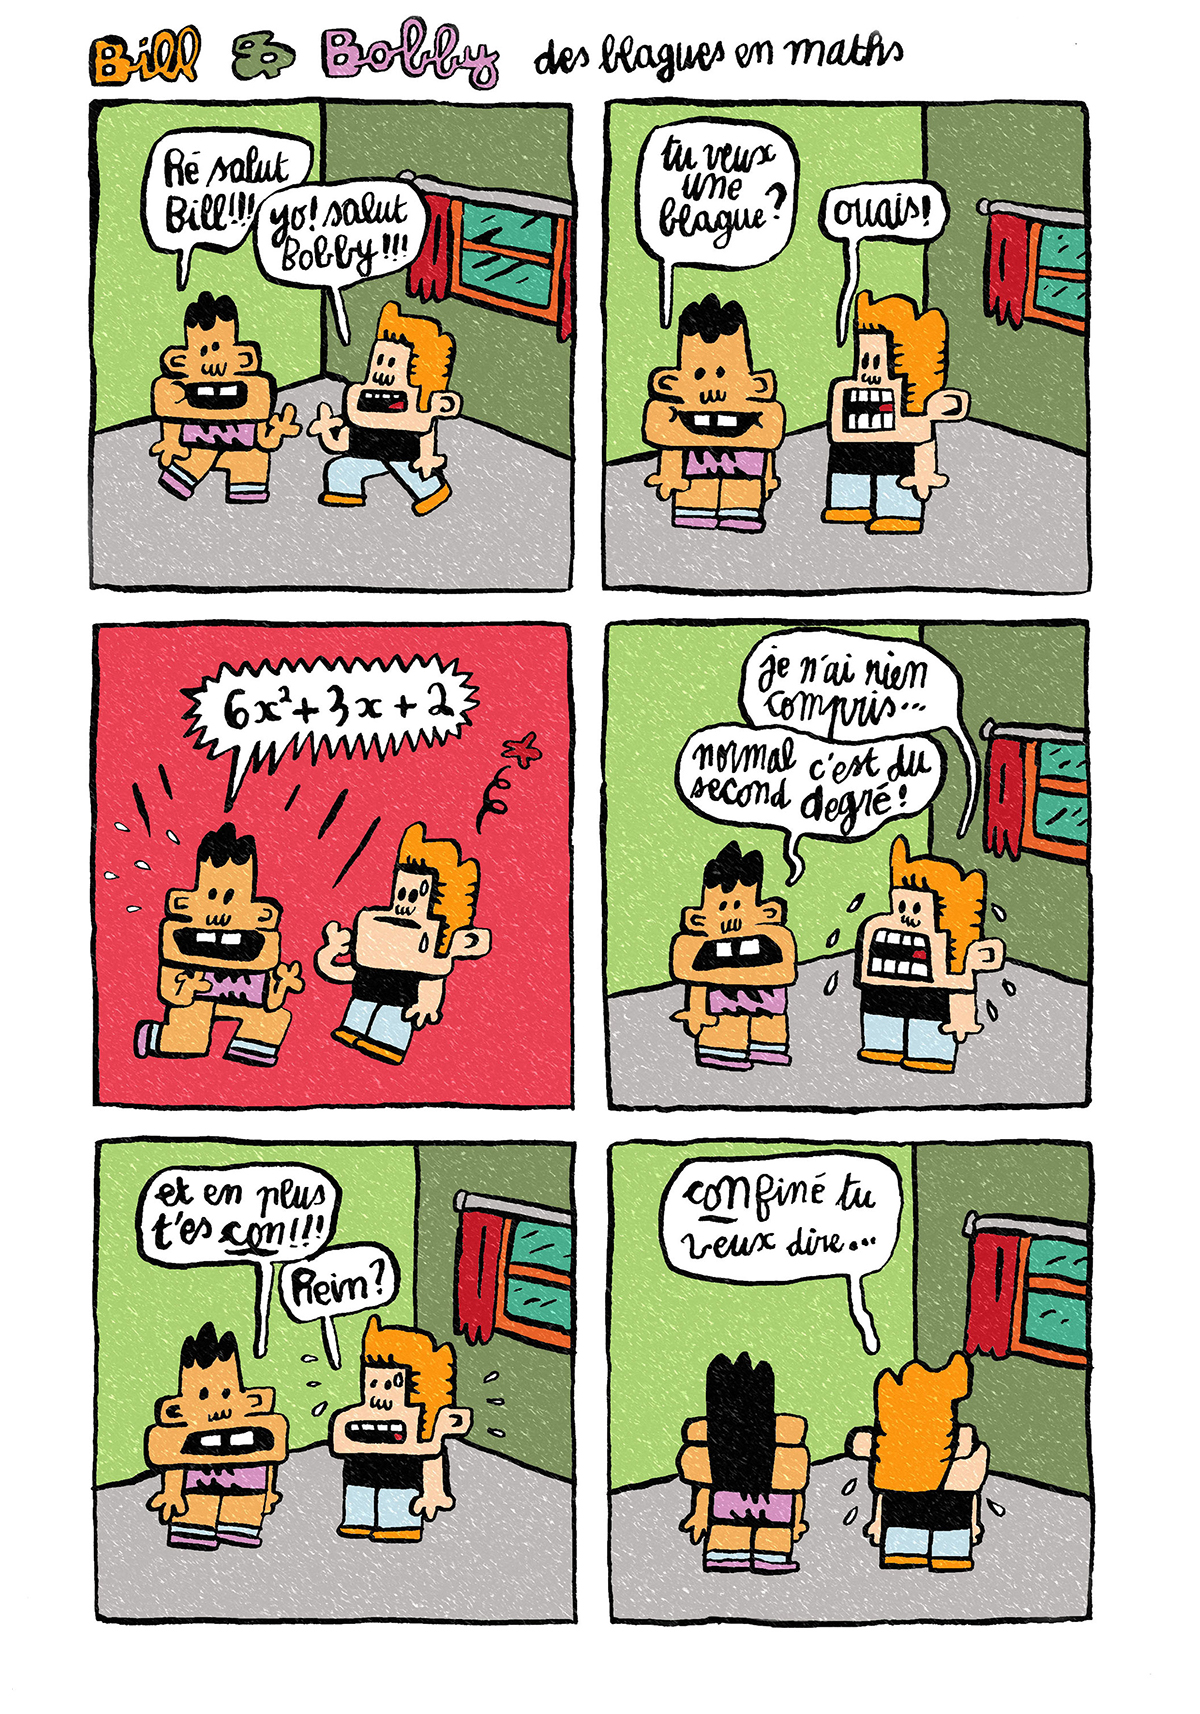 Bill & Bobby des blagues en maths
Hé salut
Bill!!!
yo! salut
Bobby!!!
tu veux
une
blague?
ouais!
6x²+3x+2
je n'ai rien
compris...
normal c'est du
second degré!
et en plus
t'es con!!!
Hein?
confiné tu
veux dire...